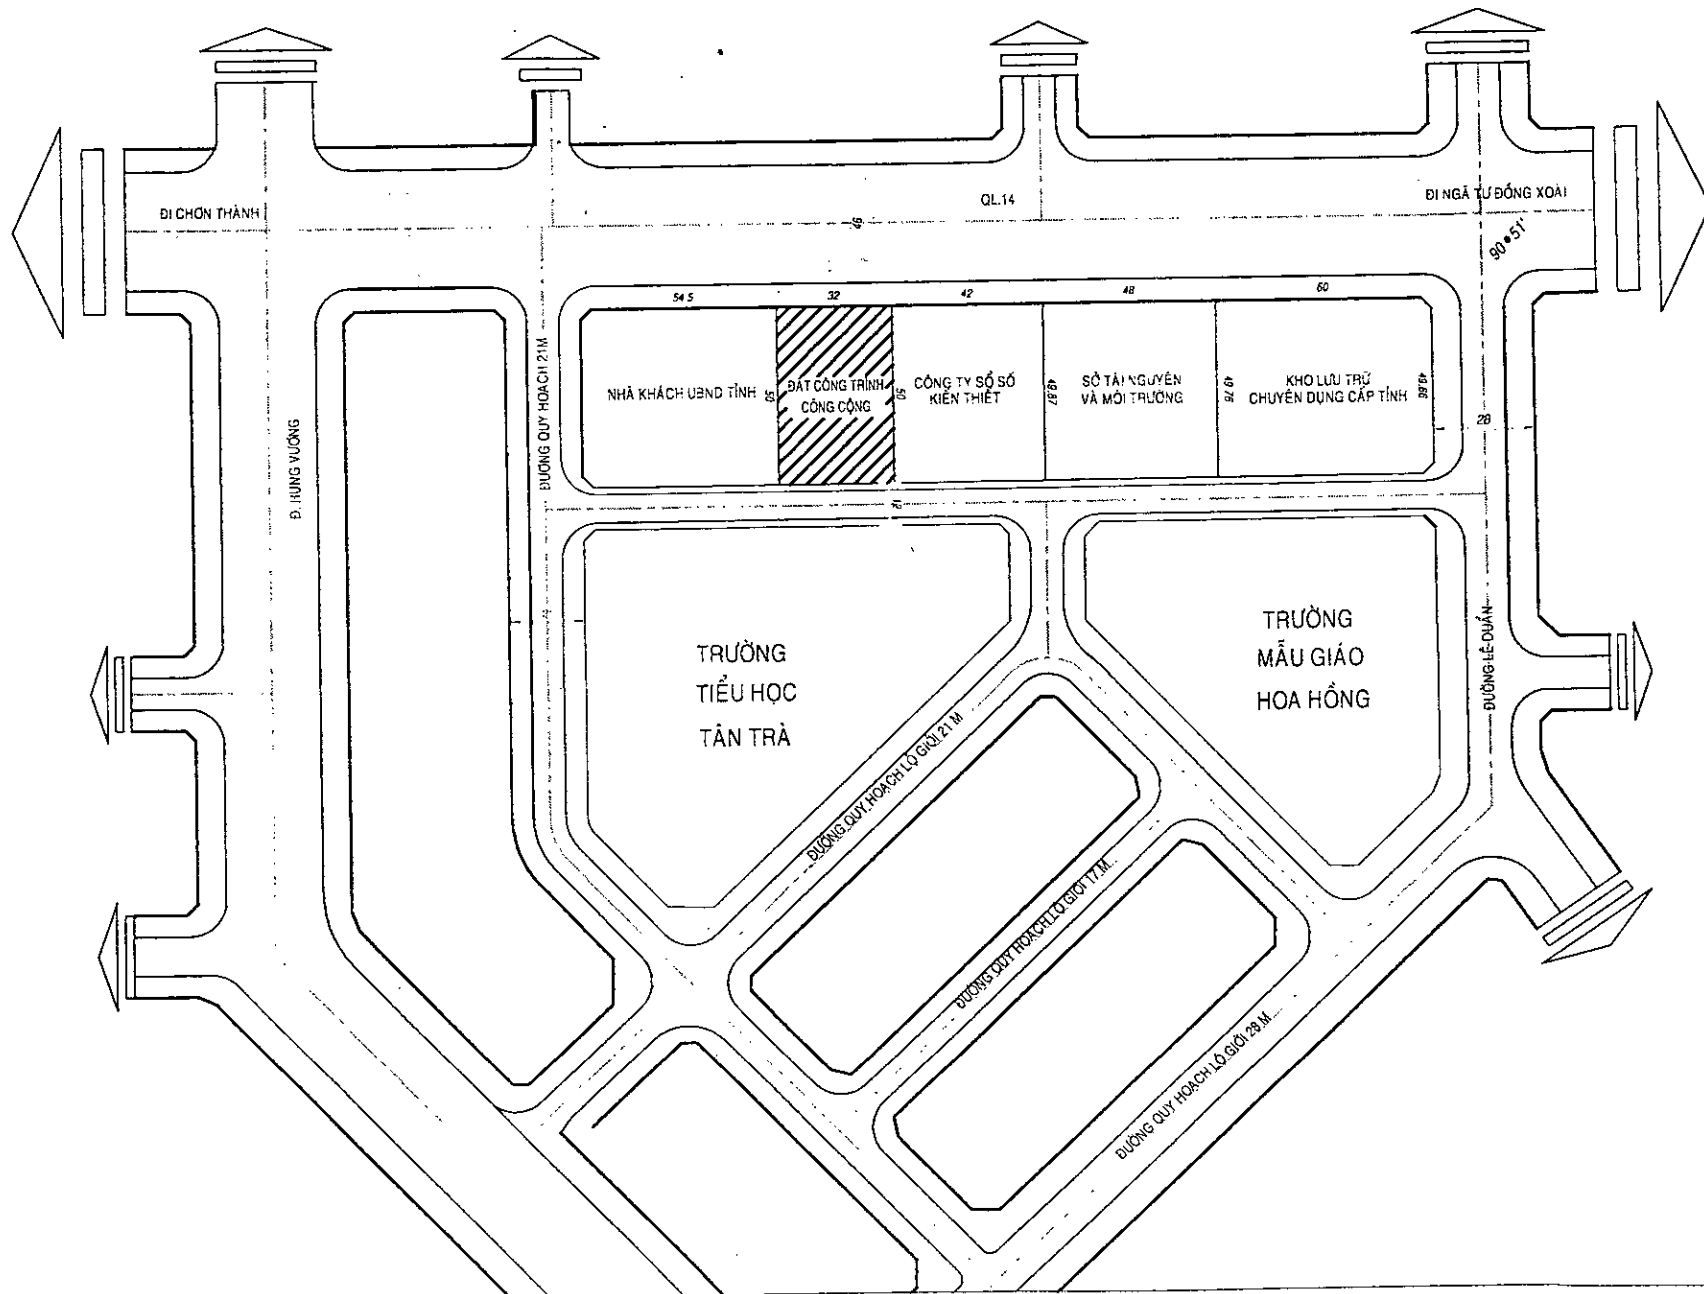 ĐI CHƠN THÀNH
QL.14
ĐI NGÃ TƯ ĐỒNG XOÀI
90°51'
54.5
32
42
48
60
NHÀ KHÁCH UBND TỈNH
50
ĐẤT CÔNG TRÌNH
CÔNG CỘNG
50
CÔNG TY SỔ SỐ
KIẾN THIẾT
49,87
SỞ TÀI NGUYÊN
VÀ MÔI TRƯỜNG
49.76
KHO LƯU TRỮ
CHUYÊN DỤNG CẤP TỈNH
49,66
28
ĐƯỜNG QUY HOẠCH 21M
Đ. HÙNG VƯƠNG
12
TRƯỜNG
TIỂU HỌC
TÂN TRÀ
TRƯỜNG
MẪU GIÁO
HOA HỒNG
ĐƯỜNG LÊ DUẨN
ĐƯỜNG QUY HOẠCH LỘ GIỚI 21 M
ĐƯỜNG QUY HOẠCH LỘ GIỚI 17 M
ĐƯỜNG QUY HOẠCH LỘ GIỚI 28 M